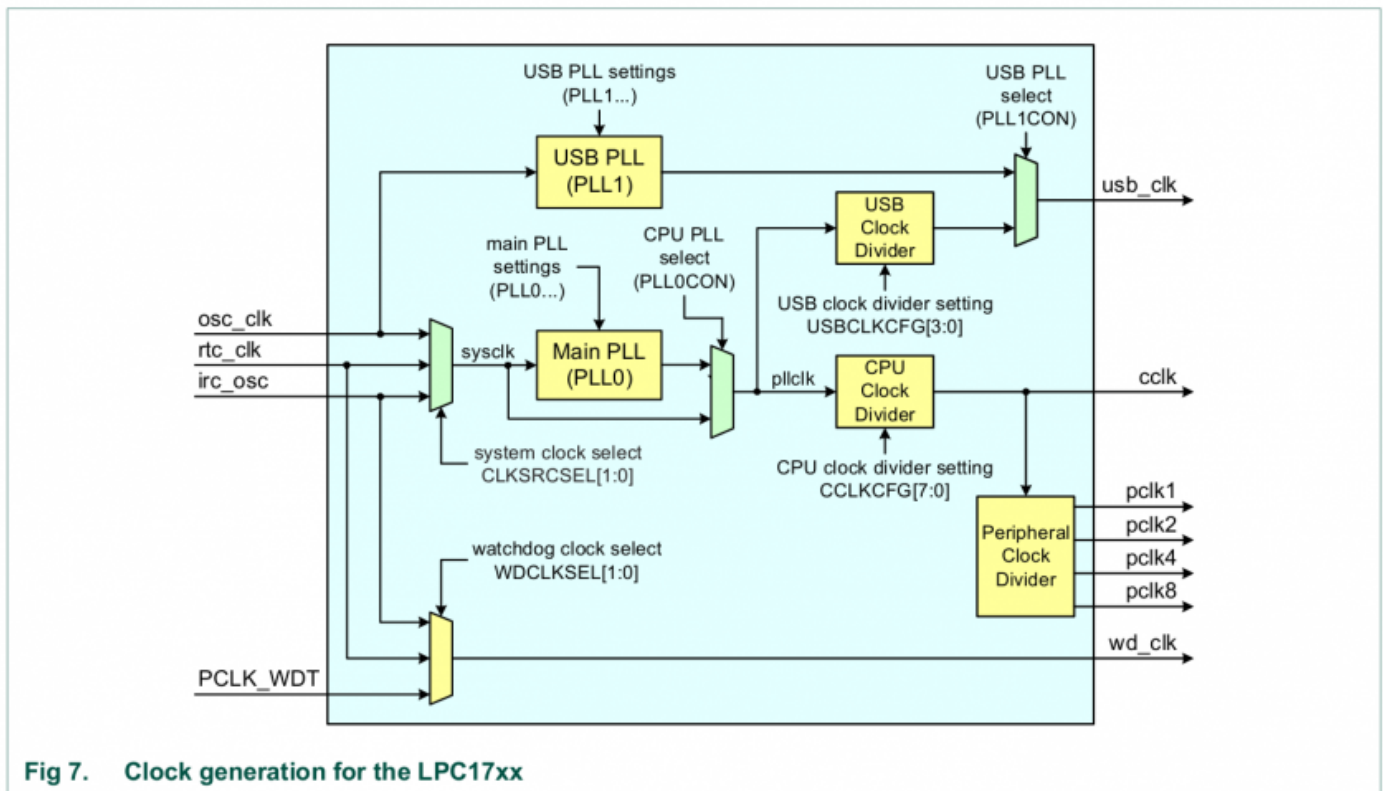 USB PLL settings
(PLL1...)
USB PLL
select
(PLL1CON)
USB PLL
(PLL1)
usb_clk
USB
Clock
Divider
main PLL
settings
(PLL0...)
CPU PLL
select
(PLL0CON)
USB clock divider setting
USBCLKCFG[3:0]
osc_clk
rtc_clk
irc_osc
sysclk
Main PLL
(PLL0)
pllclk
CPU
Clock
Divider
cclk
system clock select
CLKSRCSEL[1:0]
CPU clock divider setting
CCLKCFG[7:0]
pclk1
pclk2
pclk4
pclk8
Peripheral
Clock
Divider
watchdog clock select
WDCLKSEL[1:0]
wd_clk
PCLK_WDT
Fig 7. Clock generation for the LPC17xx